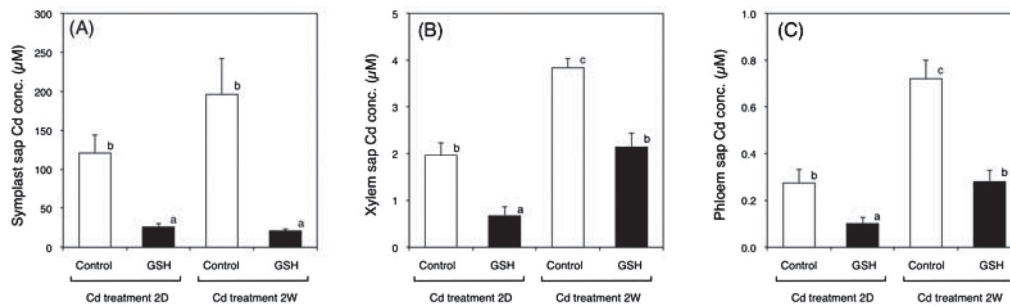 (A)
Symplast sap Cd conc. (µM)
300
250
200
150
100
50
0
b
a
b
a
Control GSH Control GSH
Cd treatment 2D Cd treatment 2W
(B)
Xylem sap Cd conc. (µM)
5
4
3
2
1
0
b
a
c
b
Control GSH Control GSH
Cd treatment 2D Cd treatment 2W
(C)
Phloem sap Cd conc. (µM)
1.0
0.8
0.6
0.4
0.2
0.0
b
a
c
b
Control GSH Control GSH
Cd treatment 2D Cd treatment 2W